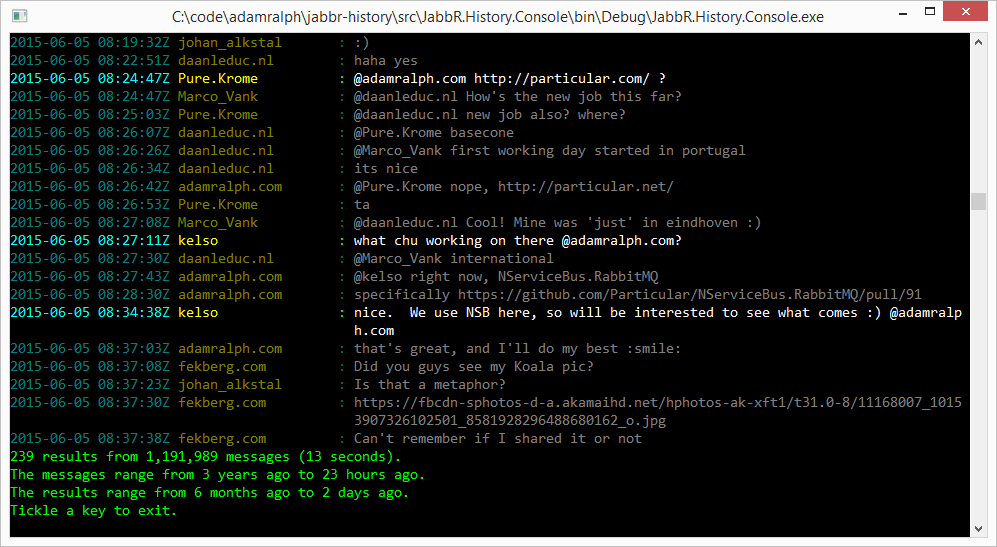 C:\code\adamralph\jabbr-history\src\JabbR.History.Console\bin\Debug\JabbR.History.Console.exe
2015-06-05 08:19:32Z johan_alkstal : :)
2015-06-05 08:22:51Z daanleduc.nl : haha yes
2015-06-05 08:24:47Z Pure.Krome : @adamralph.com http://particular.com/ ?
2015-06-05 08:24:47Z Marco_Vank : @daanleduc.nl How's the new job this far?
2015-06-05 08:25:03Z Pure.Krome : @daanleduc.nl new job also? where?
2015-06-05 08:26:07Z daanleduc.nl : @Pure.Krome basecone
2015-06-05 08:26:26Z daanleduc.nl : @Marco_Vank first working day started in portugal
2015-06-05 08:26:34Z daanleduc.nl : its nice
2015-06-05 08:26:42Z adamralph.com : @Pure.Krome nope, http://particular.net/
2015-06-05 08:26:53Z Pure.Krome : ta
2015-06-05 08:27:08Z Marco_Vank : @daanleduc.nl Cool! Mine was 'just' in eindhoven :)
2015-06-05 08:27:11Z kelso : what chu working on there @adamralph.com?
2015-06-05 08:27:30Z daanleduc.nl : @Marco_Vank international
2015-06-05 08:27:43Z adamralph.com : @kelso right now, NServiceBus.RabbitMQ
2015-06-05 08:28:30Z adamralph.com : specifically https://github.com/Particular/NServiceBus.RabbitMQ/pull/91
2015-06-05 08:34:38Z kelso : nice.  We use NSB here, so will be interested to see what comes :) @adamralp
h.com
2015-06-05 08:37:03Z adamralph.com : that's great, and I'll do my best :smile:
2015-06-05 08:37:08Z fekberg.com : Did you guys see my Koala pic?
2015-06-05 08:37:23Z johan_alkstal : Is that a metaphor?
2015-06-05 08:37:30Z fekberg.com : https://fbcdn-sphotos-d-a.akamaihd.net/hphotos-ak-xft1/t31.0-8/11168007_1015
3907326102501_8581928296488680162_o.jpg
2015-06-05 08:37:38Z fekberg.com : Can't remember if I shared it or not
239 results from 1,191,989 messages (13 seconds).
The messages range from 3 years ago to 23 hours ago.
The results range from 6 months ago to 2 days ago.
Tickle a key to exit.